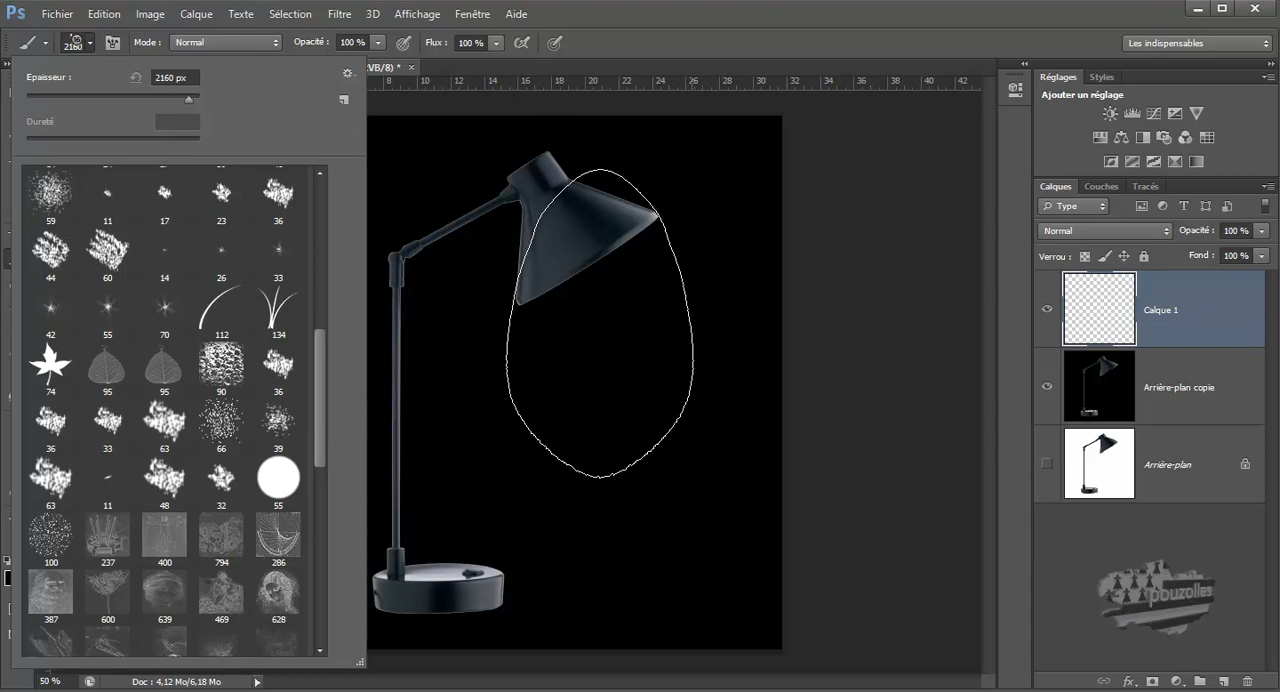 Ps Fichier Edition Image Calque Texte Sélection Filtre 3D Affichage Fenêtre Aide
2160 Mode : Normal Opacité : 100 % Flux : 100 % Les indispensables
Epaisseur : 2160 px
Dureté
VB/8) * ×
8 10 12 14 16 18 20 22 24 26 28 30 32 34 36 38 40 42
59 11 17 23 36
44 60 14 26 33
42 55 70 112 134
74 95 95 90 36
36 33 63 66 39
63 11 48 32 55
100 237 400 794 286
387 600 639 469 628
Réglages Styles
Ajouter un réglage
Calques Couches Tracés
Type
Normal Opacité : 100 %
Verrou : Fond : 100 %
Calque 1
Arrière-plan copie
Arrière-plan
pouzolles
50 % Doc : 4,12 Mo/6,18 Mo